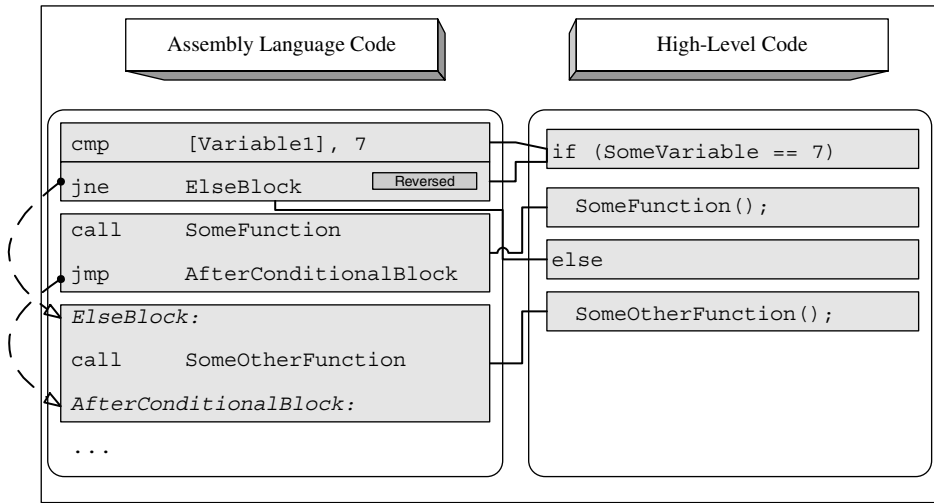 Assembly Language Code
High-Level Code
cmp [Variable1], 7
jne ElseBlock Reversed
call SomeFunction
jmp AfterConditionalBlock
ElseBlock:
call SomeOtherFunction
AfterConditionalBlock:
...
if (SomeVariable == 7)
SomeFunction();
else
SomeOtherFunction();